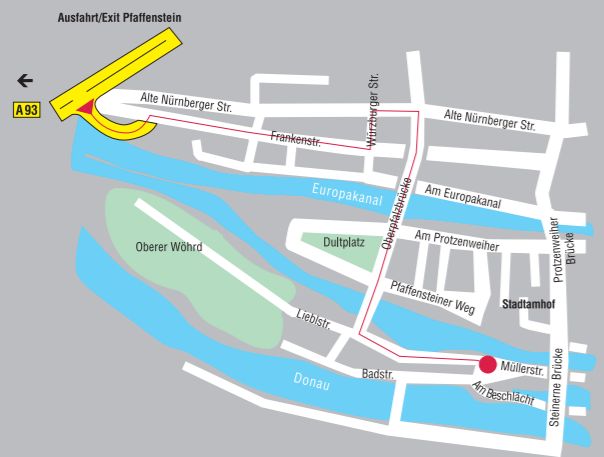 Ausfahrt/Exit Pfaffenstein
A 93
Alte Nürnberger Str.
Würzburger Str.
Alte Nürnberger Str.
Frankenstr.
Europakanal
Am Europakanal
Oberpfalzbrücke
Oberer Wöhrd
Dultplatz
Am Protzenweiher
Protzenweiher
Brücke
Pfaffensteiner Weg
Stadtamhof
Lieblstr.
Müllerstr.
Badstr.
Donau
Am Beschlächt
Steinerne Brücke